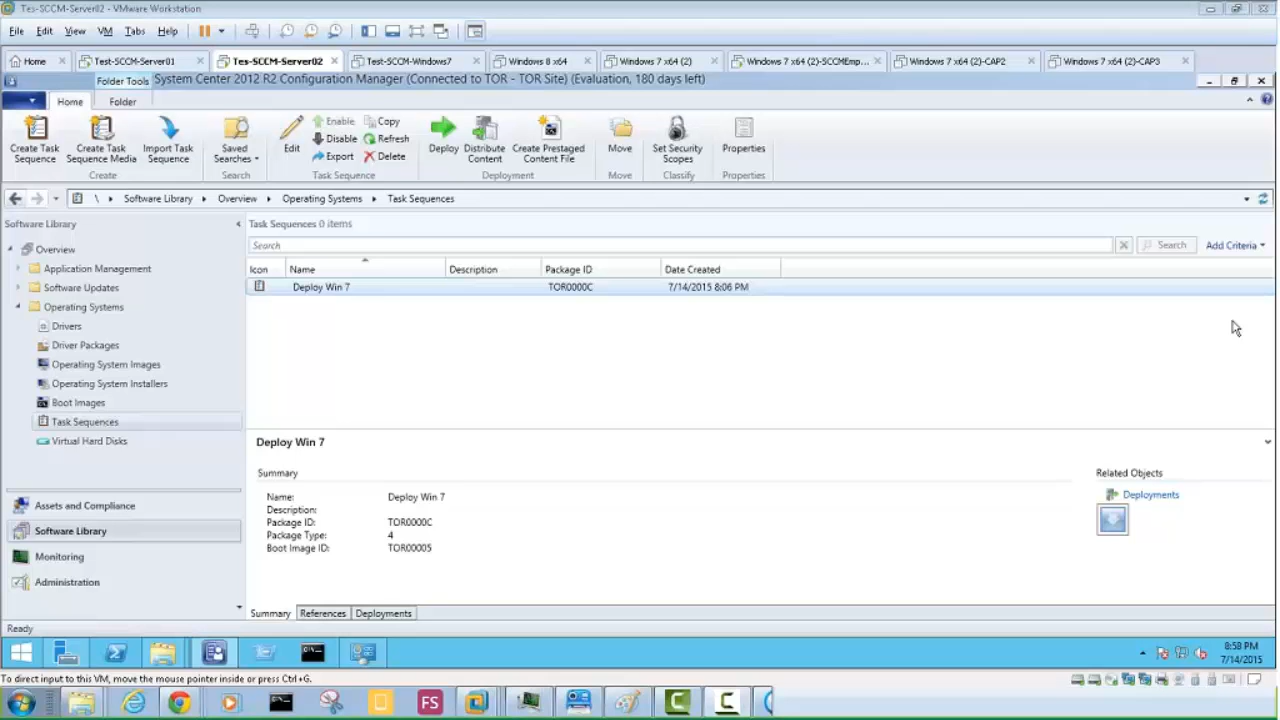 Tes-SCCM-Server02 - VMware Workstation
File Edit View VM Tabs Help
Home Test-SCCM-Server01 Tes-SCCM-Server02 Test-SCCM-Windows7 Windows 8 x64 Windows 7 x64 (2) Windows 7 x64 (2)-SCCMEmp... Windows 7 x64 (2)-CAP2 Windows 7 x64 (2)-CAP3
Folder Tools System Center 2012 R2 Configuration Manager (Connected to TOR - TOR Site) (Evaluation, 180 days left)
Home Folder
Enable Copy
Disable Refresh
Export Delete
Create Task Sequence
Create Task Sequence Media
Import Task Sequence
Saved Searches
Edit
Deploy
Distribute Content
Create Prestaged Content File
Move
Set Security Scopes
Properties
Create Search Task Sequence Deployment Move Classify Properties
\ Software Library Overview Operating Systems Task Sequences
Software Library
Overview
Application Management
Software Updates
Operating Systems
Drivers
Driver Packages
Operating System Images
Operating System Installers
Boot Images
Task Sequences
Virtual Hard Disks
Assets and Compliance
Software Library
Monitoring
Administration
Task Sequences 0 items
Search Search Add Criteria
Icon Name Description Package ID Date Created
Deploy Win 7 TOR0000C 7/14/2015 8:06 PM
Deploy Win 7
Summary
Name: Deploy Win 7
Description:
Package ID: TOR0000C
Package Type: 4
Boot Image ID: TOR00005
Related Objects
Deployments
Summary References Deployments
Ready
8:58 PM
7/14/2015
To direct input to this VM, move the mouse pointer inside or press Ctrl+G.
FS